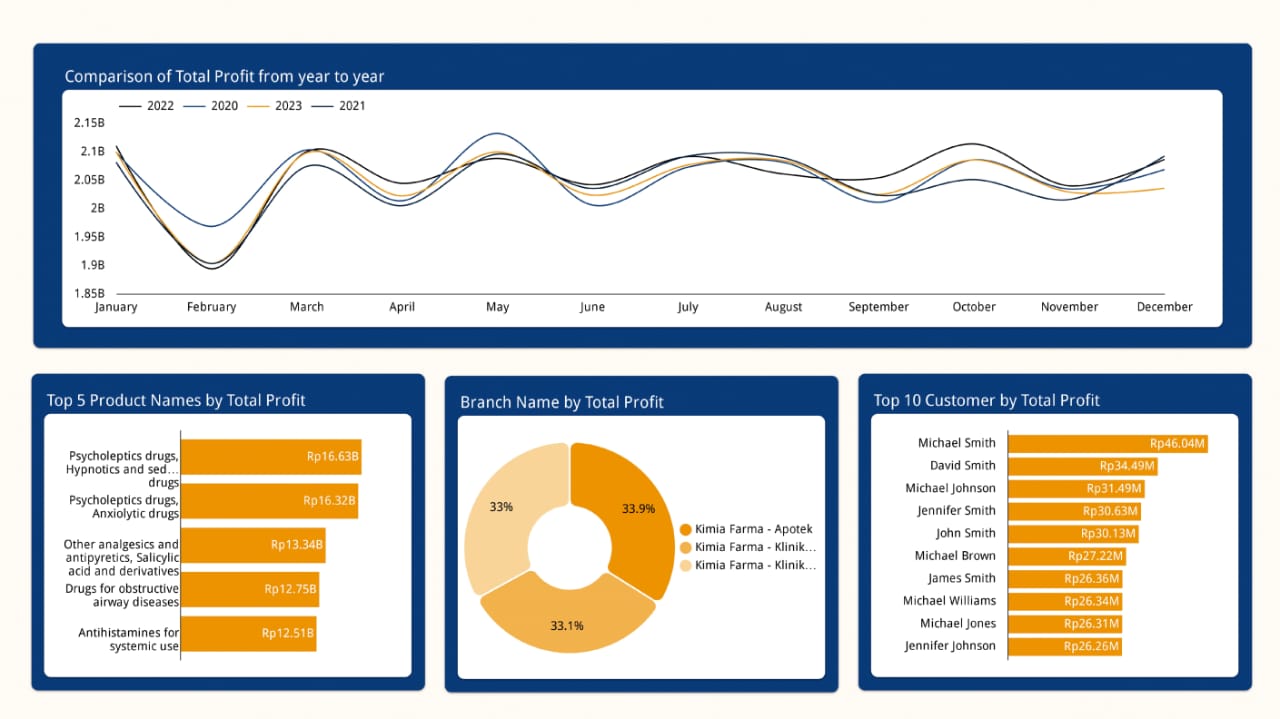 Comparison of Total Profit from year to year
2022 2020 2023 2021
2.15B
2.1B
2.05B
2B
1.95B
1.9B
1.85B
January February March April May June July August September October November December
Top 5 Product Names by Total Profit
Psycholeptics drugs,
Hypnotics and sed...
drugs
Rp16.63B
Psycholeptics drugs,
Anxiolytic drugs
Rp16.32B
Other analgesics and
antipyretics, Salicylic
acid and derivatives
Rp13.34B
Drugs for obstructive
airway diseases
Rp12.75B
Antihistamines for
systemic use
Rp12.51B
Branch Name by Total Profit
33%
33.9%
33.1%
Kimia Farma - Apotek
Kimia Farma - Klinik...
Kimia Farma - Klinik...
Top 10 Customer by Total Profit
Michael Smith Rp46.04M
David Smith Rp34.49M
Michael Johnson Rp31.49M
Jennifer Smith Rp30.63M
John Smith Rp30.13M
Michael Brown Rp27.22M
James Smith Rp26.36M
Michael Williams Rp26.34M
Michael Jones Rp26.31M
Jennifer Johnson Rp26.26M